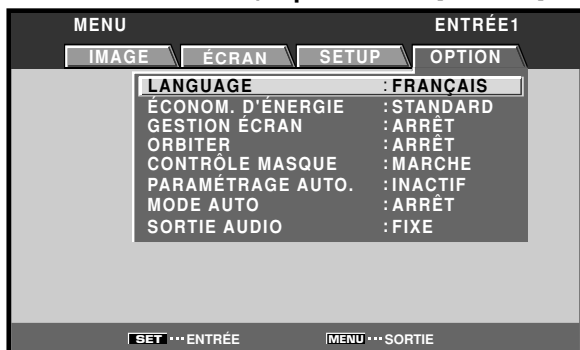 MENU ENTRÉE1
IMAGE ÉCRAN SETUP OPTION
LANGUAGE :FRANÇAIS
ÉCONOM. D'ÉNERGIE :STANDARD
GESTION ÉCRAN :ARRÊT
ORBITER :ARRÊT
CONTRÔLE MASQUE :MARCHE
PARAMÉTRAGE AUTO. :INACTIF
MODE AUTO :ARRÊT
SORTIE AUDIO :FIXE
SET ···ENTRÉE MENU ···SORTIE